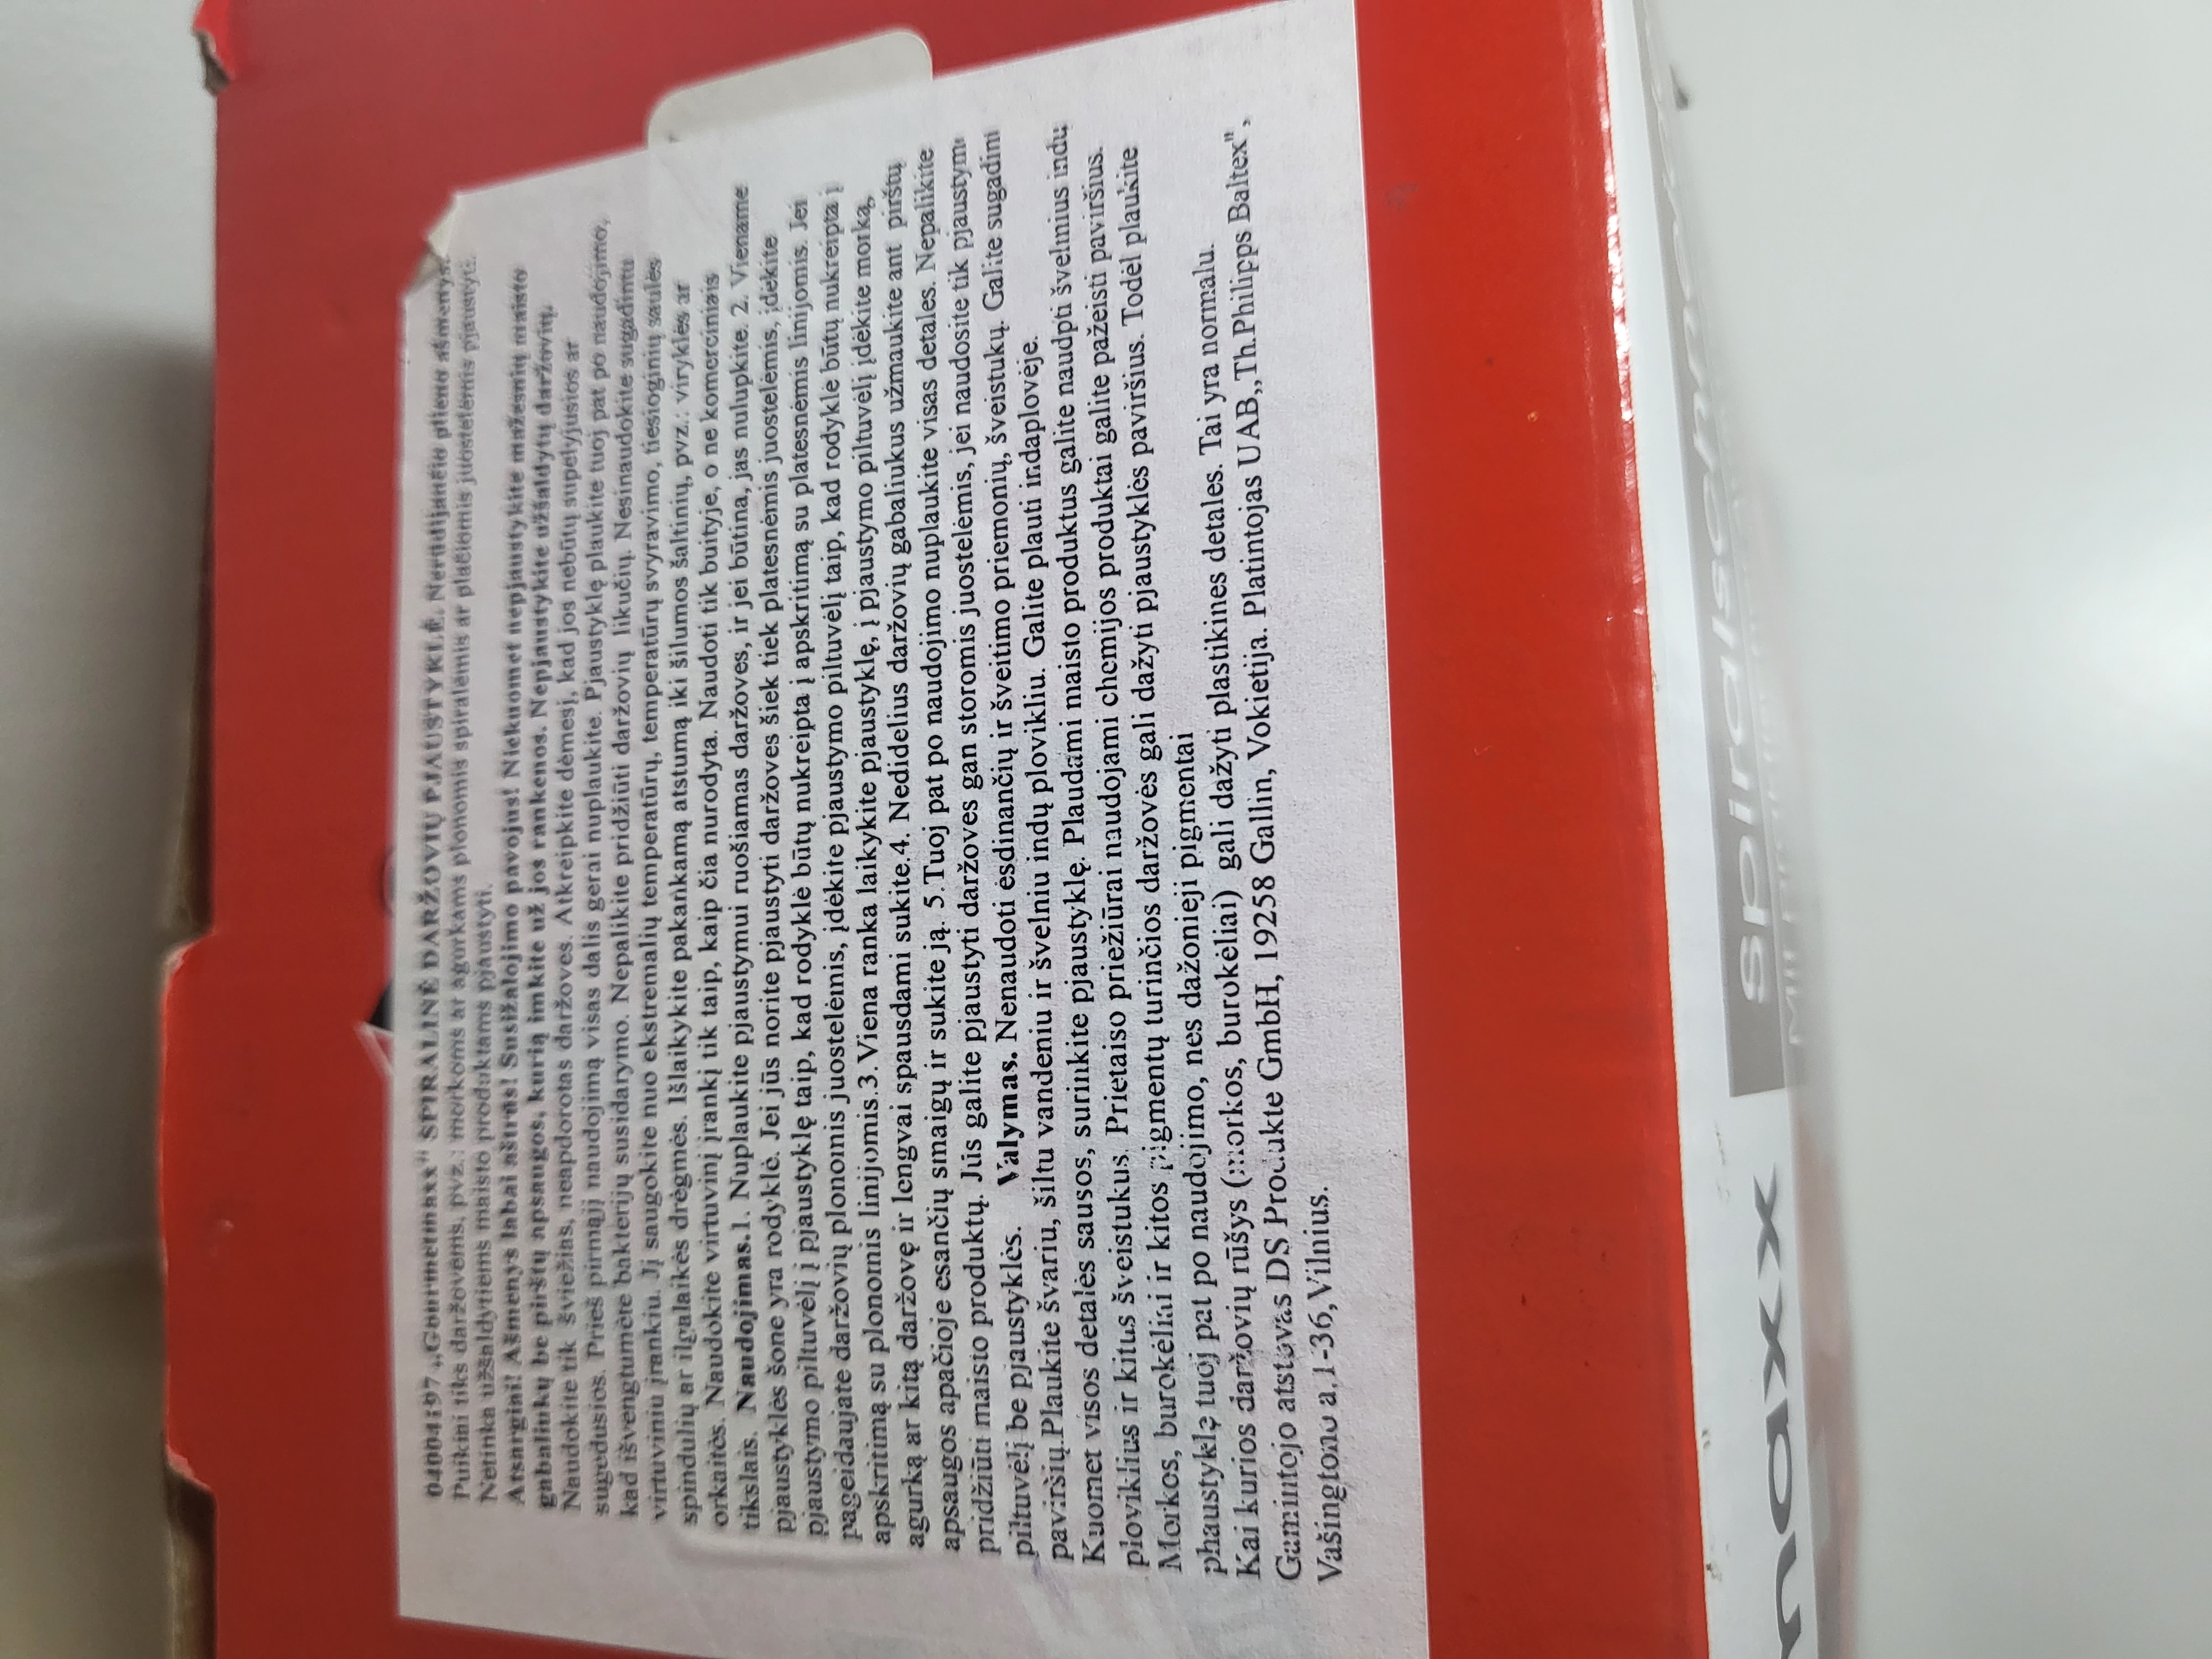 0400497 „Gourmetmaxx" SPIRALINĖ DARŽOVIŲ PJAUSTYKLĖ. Nerūdijančio plieno ašmenys.
Puikiai tiks daržovėms, pvz.: morkoms ar agurkams plonomis spiralėmis ar plačiomis juostelėmis pjaustyti.
Netinka užšaldytiems maisto produktams pjaustyti.
Atsargiai! Ašmenys labai aštrūs! Susižalojimo pavojus! Niekuomet nepjaustykite mažesnių maisto
gabaliukų be pirštų apsaugos, kurią imkite už jos rankenos. Nepjaustykite užšaldytų daržovių.
Naudokite tik šviežias, neapdorotas daržoves. Atkreipkite dėmesį, kad jos nebūtų supelyjusios ar
sugedusios. Prieš pirmąjį naudojimą visas dalis gerai nuplaukite. Pjaustyklę plaukite tuoj pat po naudojimo,
kad išvengtumėte bakterijų susidarymo. Nepalikite pridžiūti daržovių likučių. Nesinaudokite sugadintu
virtuviniu įrankiu. Jį saugokite nuo ekstremalių temperatūrų, temperatūrų svyravimo, tiesioginių saulės
spindulių ar ilgalaikės drėgmės. Išlaikykite pakankamą atstumą iki šilumos šaltinių, pvz.: viryklės ar
orkaitės. Naudokite virtuvinį įrankį tik taip, kaip čia nurodyta. Naudoti tik buityje, o ne komerciniais
tikslais. Naudojimas.1. Nuplaukite pjaustymui ruošiamas daržoves, ir jei būtina, jas nulupkite. 2. Viename
pjaustyklės šone yra rodyklė. Jei jūs norite pjaustyti daržoves šiek tiek platesnėmis juostelėmis, įdėkite
pjaustymo piltuvėlį į pjaustyklę taip, kad rodyklė būtų nukreipta į apskritimą su platesnėmis linijomis. Jei
pageidaujate daržovių plonomis juostelėmis, įdėkite pjaustymo piltuvėlį taip, kad rodyklė būtų nukreipta į
apskritimą su plonomis linijomis.3. Viena ranka laikykite pjaustyklę, į pjaustymo piltuvėlį įdėkite morką,
agurką ar kitą daržovę ir lengvai spausdami sukite.4. Nedidelius daržovių gabaliukus užmaukite ant pirštų
apsaugos apačioje esančių smaigų ir sukite ją. 5.Tuoj pat po naudojimo nuplaukite visas detales. Nepalikite
pridžiūti maisto produktų. Jūs galite pjaustyti daržoves gan storomis juostelėmis, jei naudosite tik pjaustymo
piltuvėlį be pjaustyklės. Valymas. Nenaudoti ėsdinančių ir šveitimo priemonių, šveistukų. Galite sugadinti
paviršių.Plaukite švariu, šiltu vandeniu ir švelniu indų plovikliu. Galite plauti indaplovėje.
Kuomet visos detalės sausos, surinkite pjaustyklę. Plaudami maisto produktus galite naudpti švelnius indų
ploviklius ir kitus šveistukus. Prietaiso priežiūrai naudojami chemijos produktai galite pažeisti paviršius.
Morkos, burokėliai ir kitos pigmentų turinčios daržovės gali dažyti pjaustyklės paviršius. Todėl plaukite
phaustyklę tuoj pat po naudojimo, nes dažonieji pigmentai
Kai kurios daržovių rūšys (morkos, burokėliai) gali dažyti plastikines detales. Tai yra normalu.
Gamintojo atstovas DS Produkte GmbH, 19258 Gallin, Vokietija. Platintojas UAB„Th.Philipps Baltex",
Vašingtono a.1-36,Vilnius.